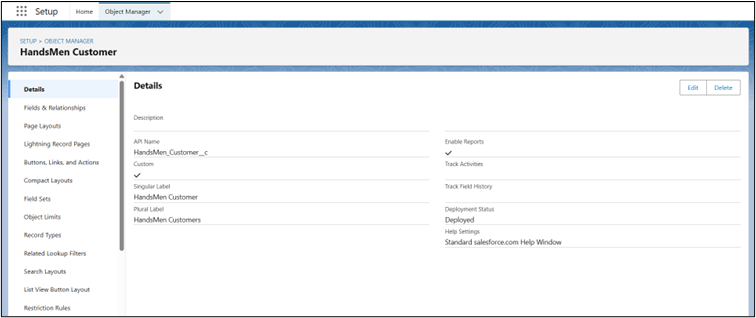 Setup
Home
Object Manager
SETUP > OBJECT MANAGER
HandsMen Customer
Details
Fields & Relationships
Page Layouts
Lightning Record Pages
Buttons, Links, and Actions
Compact Layouts
Field Sets
Object Limits
Record Types
Related Lookup Filters
Search Layouts
List View Button Layout
Restriction Rules
Details
Edit
Delete
Description
API Name
HandsMen_Customer__c
Custom
Singular Label
HandsMen Customer
Plural Label
HandsMen Customers
Enable Reports
Track Activities
Track Field History
Deployment Status
Deployed
Help Settings
Standard salesforce.com Help Window